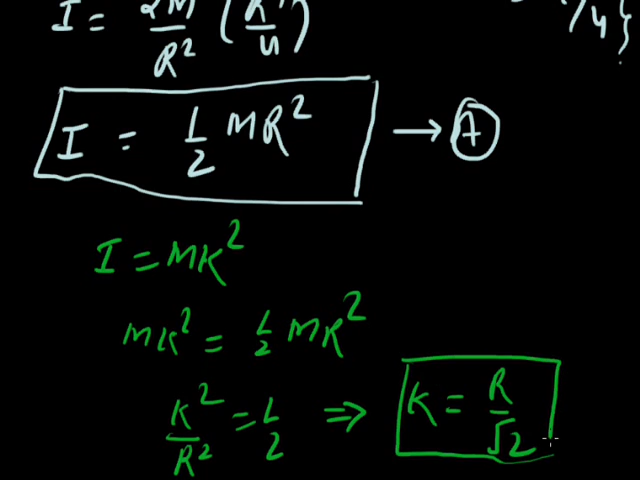 I = 2M/R² (R⁴/4)
I = 1/2 MR² → 7
I = MK²
MK² = 1/2 MR²
K²/R² = 1/2 ⇒ K = R/√2